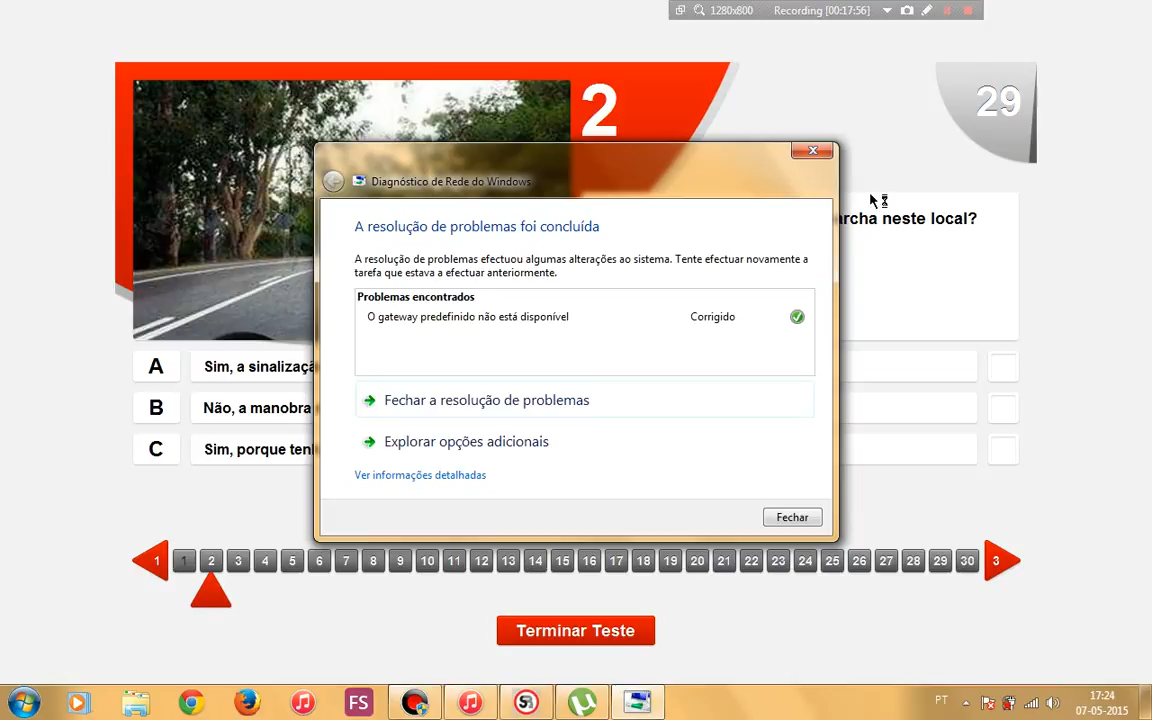 1280x800 Recording [00:17:56]
2
29
Diagnóstico de Rede do Windows
archa neste local?
A resolução de problemas foi concluída
A resolução de problemas efectuou algumas alterações ao sistema. Tente efectuar novamente a
tarefa que estava a efectuar anteriormente.
Problemas encontrados
O gateway predefinido não está disponível Corrigido
A Sim, a sinalizaçã
Fechar a resolução de problemas
B Não, a manobra
Explorar opções adicionais
C Sim, porque ten
Ver informações detalhadas
Fechar
1 1 2 3 4 5 6 7 8 9 10 11 12 13 14 15 16 17 18 19 20 21 22 23 24 25 26 27 28 29 30 3
Terminar Teste
FS
PT
17:24
07-05-2015